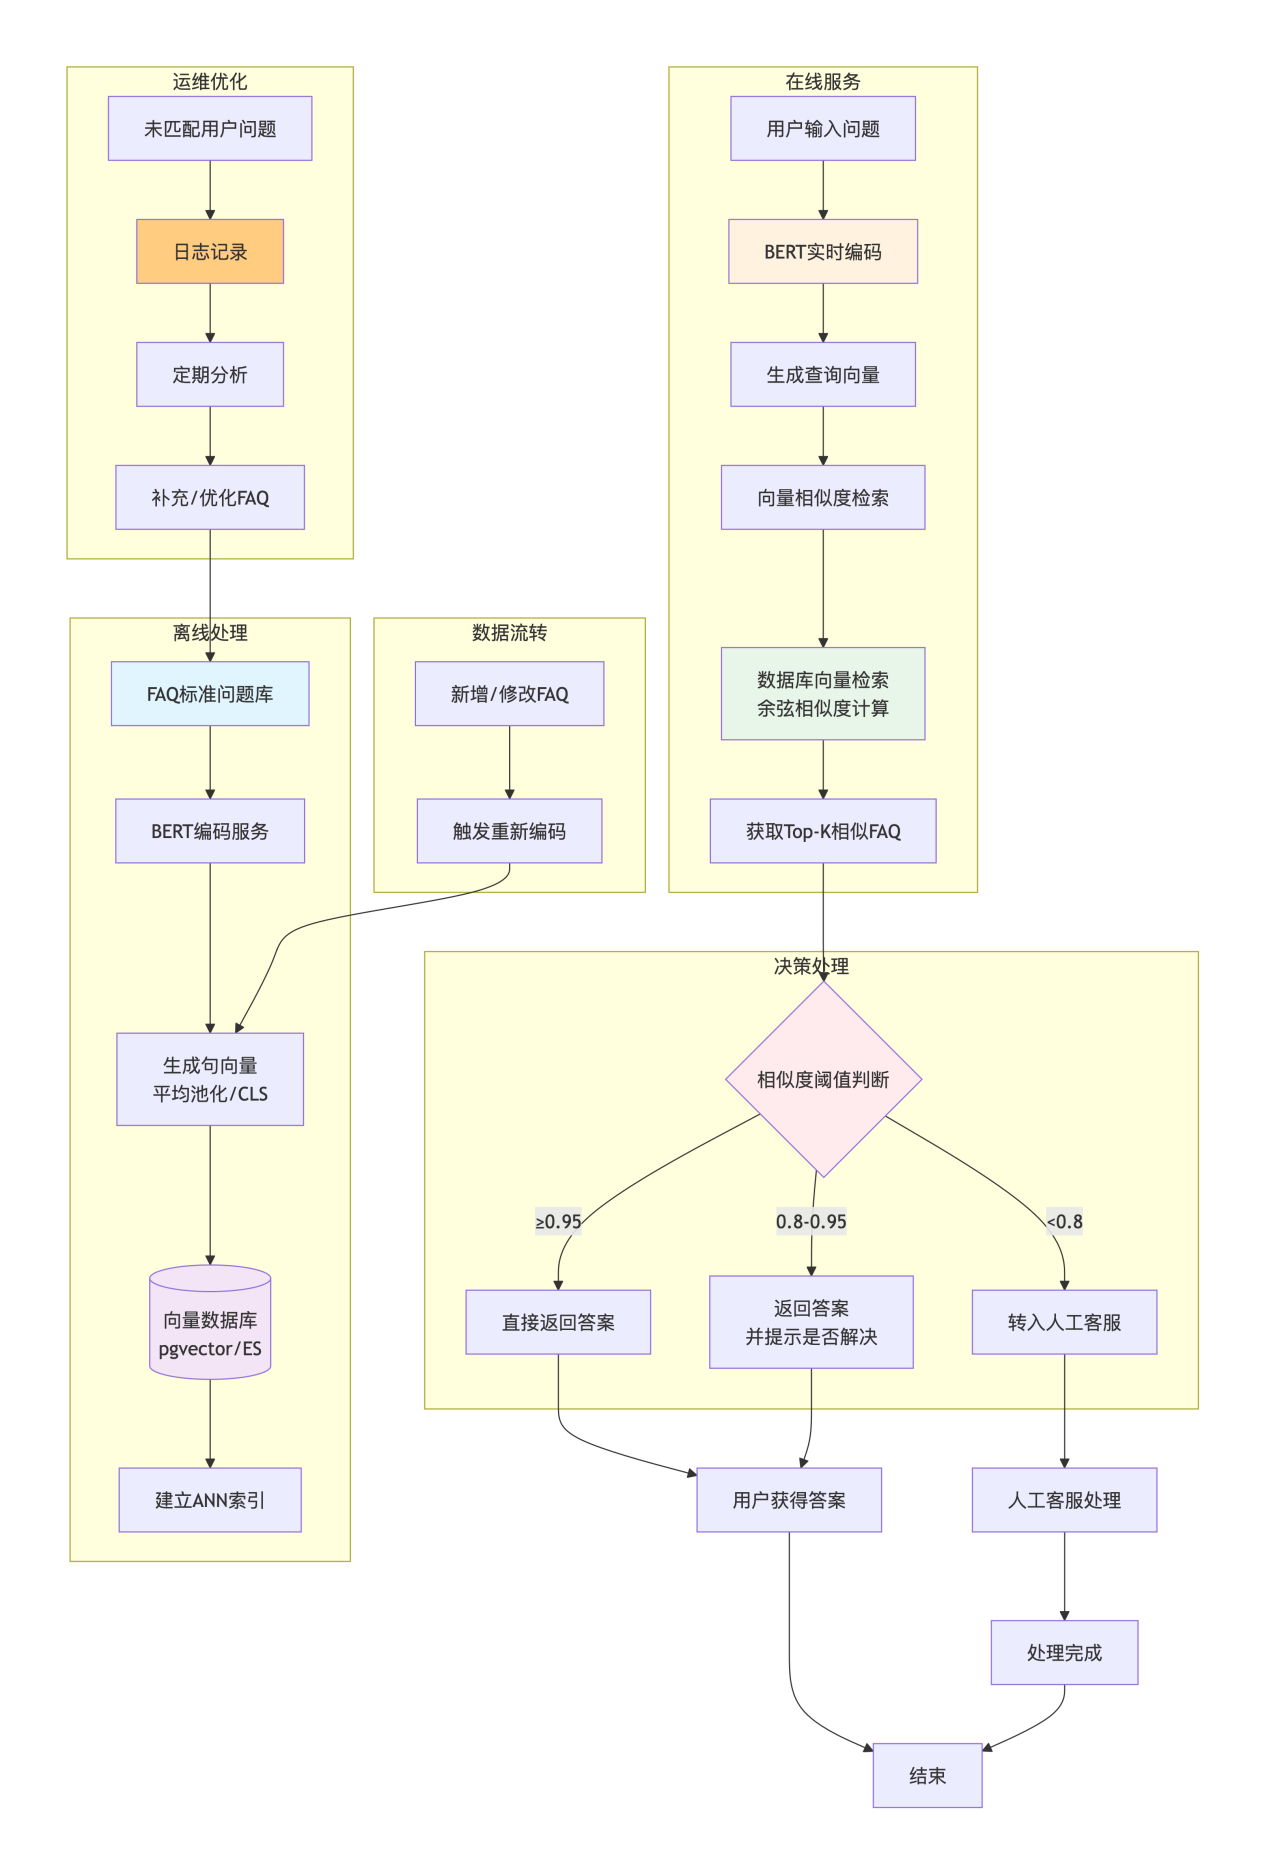 运维优化
未匹配用户问题
日志记录
定期分析
补充/优化FAQ
在线服务
用户输入问题
BERT实时编码
生成查询向量
向量相似度检索
数据库向量检索
余弦相似度计算
获取Top-K相似FAQ
离线处理
FAQ标准问题库
BERT编码服务
生成句向量
平均池化/CLS
向量数据库
pgvector/ES
建立ANN索引
数据流转
新增/修改FAQ
触发重新编码
决策处理
相似度阈值判断
≥0.95
0.8-0.95
<0.8
直接返回答案
返回答案
并提示是否解决
转入人工客服
用户获得答案
人工客服处理
处理完成
结束